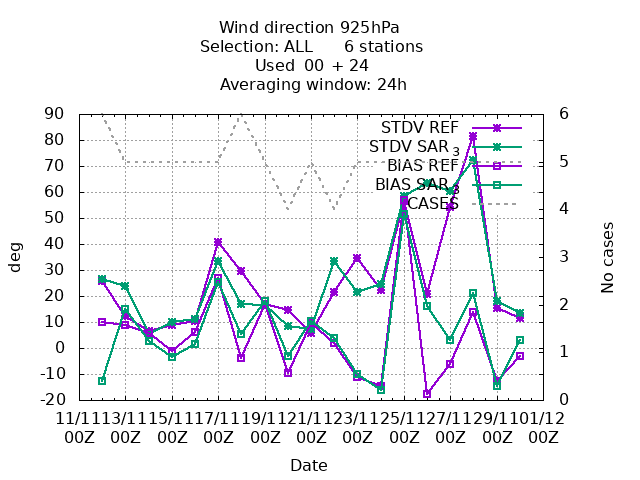 Wind direction 925hPa
Selection: ALL 6 stations
Used 00 + 24
Averaging window: 24h
90
80
70
60
50
40
30
20
10
0
-10
-20
deg
STDV REF
STDV SAR 3
BIAS REF
BIAS SAR 3
CASES
6
5
4
3
2
1
0
No cases
11/11 13/11 15/11 17/11 19/11 21/11 23/11 25/11 27/11 29/11 01/12
00Z 00Z 00Z 00Z 00Z 00Z 00Z 00Z 00Z 00Z 00Z
Date